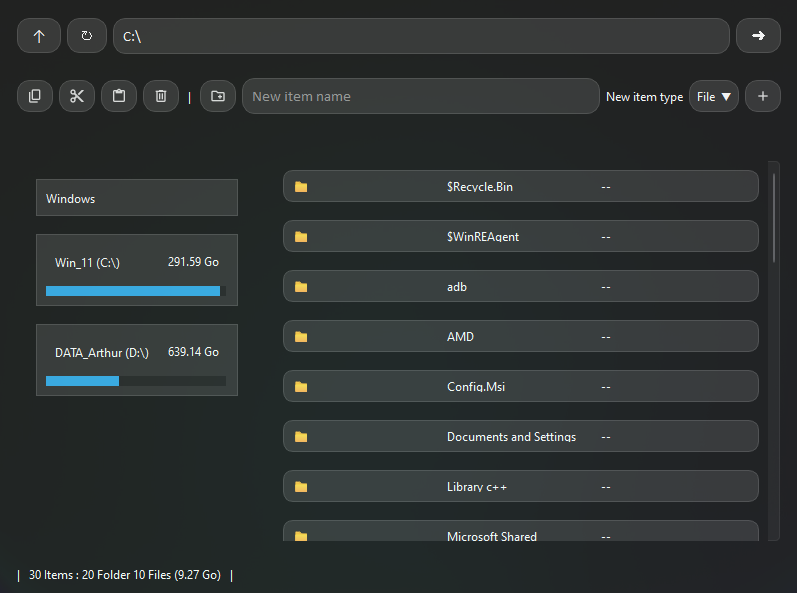 C:\
| New item name New item type File ▼ +
Windows
Win_11 (C:\) 291.59 Go
DATA_Arthur (D:\) 639.14 Go
$Recycle.Bin --
$WinREAgent --
adb --
AMD --
Config.Msi --
Documents and Settings --
Library c++ --
Microsoft Shared --
| 30 Items : 20 Folder 10 Files (9.27 Go) |